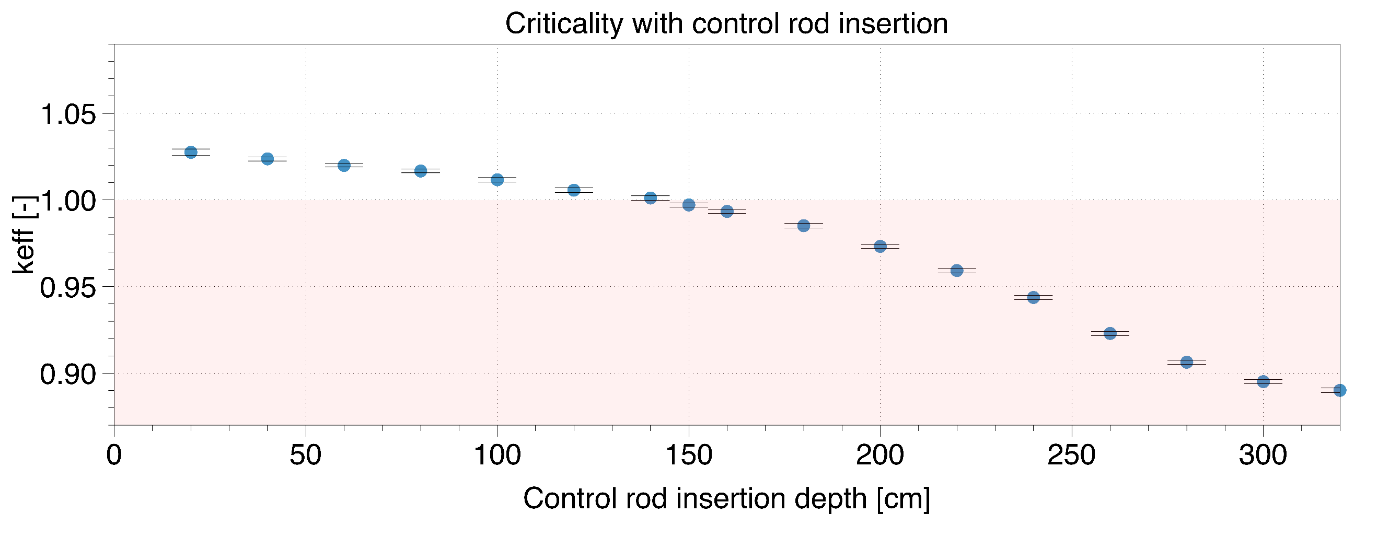 Criticality with control rod insertion
keff [-]
1.05
1.00
0.95
0.90
0 50 100 150 200 250 300
Control rod insertion depth [cm]